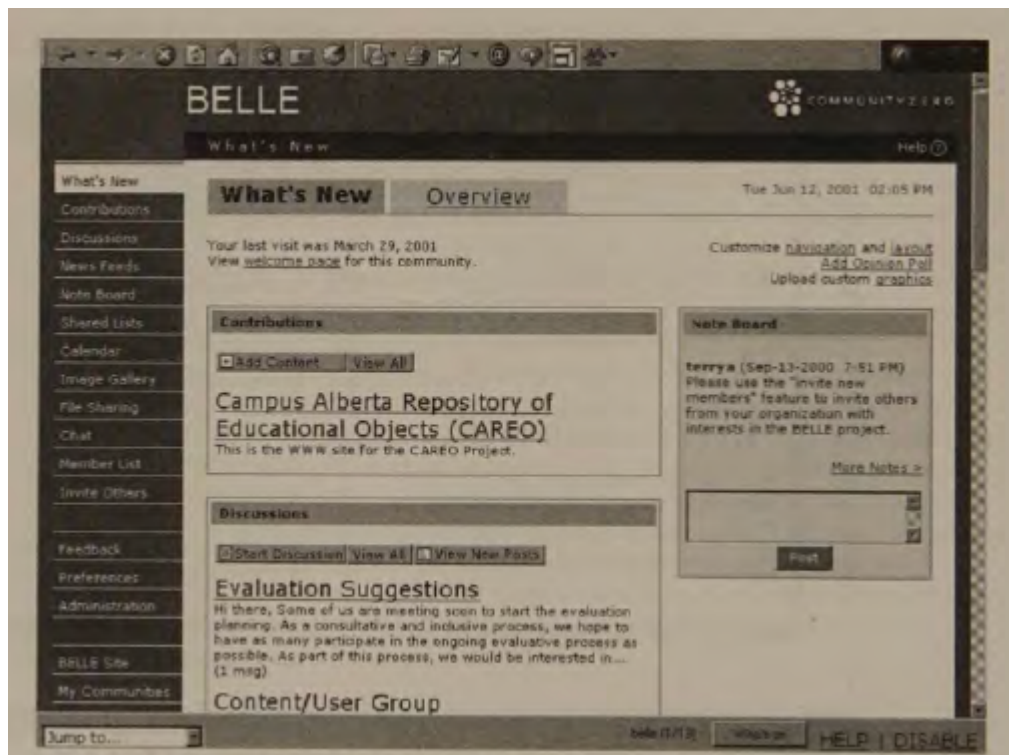 BELLE
COMMUNITYZERO
What's New
Help
What's New
Contributions
Discussions
News Feeds
Note Board
Shared Lists
Calendar
Image Gallery
File Sharing
Chat
Member List
Invite Others
Feedback
Preferences
Administration
BELLE Site
My Communities
What's New Overview
Tue Jun 12, 2001 02:05 PM
Your last visit was March 29, 2001
View welcome page for this community.
Customize navigation and layout
Add Opinion Poll
Upload custom graphics
Contributions
Add Content View All
Campus Alberta Repository of
Educational Objects (CAREO)
This is the WWW site for the CAREO Project.
Discussions
Start Discussion View All View New Posts
Evaluation Suggestions
Hi there, Some of us are meeting soon to start the evaluation
planning. As a consultative and inclusive process, we hope to
have as many participate in the ongoing evaluative process as
possible. As part of this process, we would be interested in...
(1 msg)
Content/User Group
Note Board
terrya (Sep-13-2000 7:51 PM)
Please use the "invite new
members" feature to invite others
from your organization with
interests in the BELLE project.
More Notes >
Post
Jump to...
belle
HELP | DISABLE